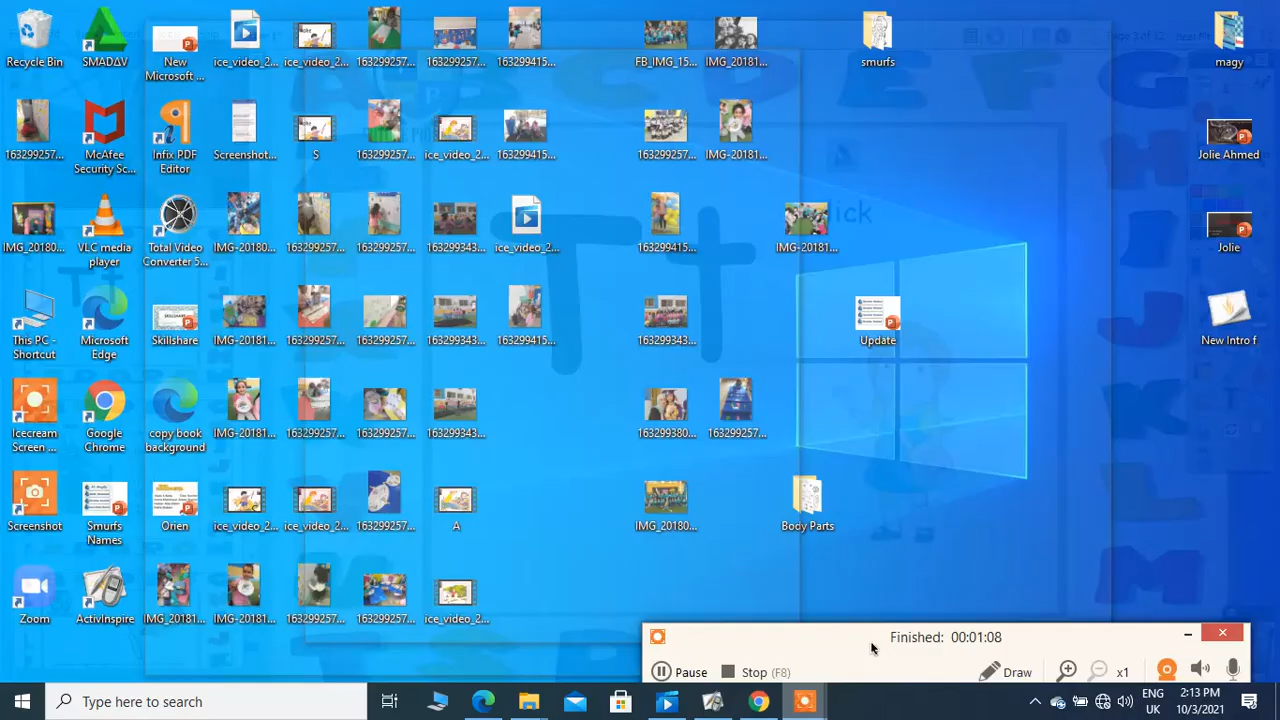 Recycle Bin
SMADΔV
New
Microsoft ...
ice_video_2...
ice_video_2...
163299257...
163299257...
163299415...
FB_IMG_15...
IMG_20181...
smurfs
magy
163299257...
McAfee
Security Sc...
Infix PDF
Editor
Screenshot...
S
163299257...
ice_video_2...
163299415...
163299257...
IMG-20181...
Jolie Ahmed
IMG_20180...
VLC media
player
Total Video
Converter 5...
IMG-20180...
163299257...
163299257...
163299343...
ice_video_2...
163299415...
IMG-20181...
Jolie
Tt
ick
This PC -
Shortcut
Microsoft
Edge
Skillshare
IMG-20181...
163299257...
163299257...
163299343...
163299415...
163299343...
Update
New Intro f
Icecream
Screen ...
Google
Chrome
copy book
background
IMG-20181...
163299257...
163299257...
163299343...
163299380...
163299257...
Screenshot
Smurfs
Names
Orien
ice_video_2...
ice_video_2...
163299257...
A
IMG_20180...
Body Parts
Zoom
ActivInspire
IMG_20181...
IMG-20181...
163299257...
163299257...
ice_video_2...
Finished: 00:01:08
Pause
Stop (F8)
Draw
x1
Type here to search
ENG
UK
2:13 PM
10/3/2021